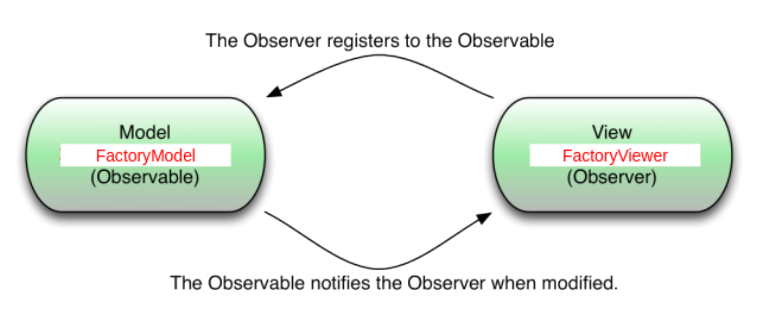 The Observer registers to the Observable
Model
FactoryModel
(Observable)
View
FactoryViewer
(Observer)
The Observable notifies the Observer when modified.